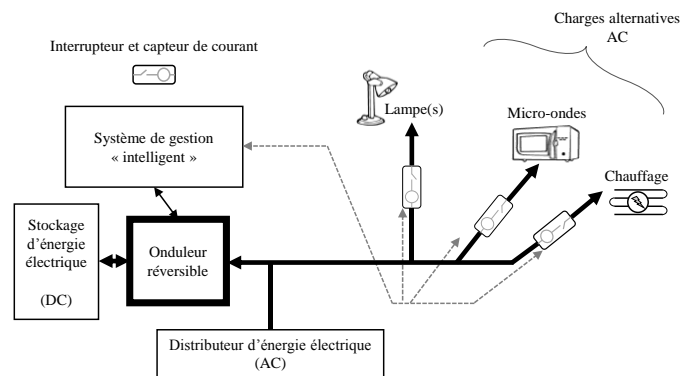 Charges alternatives
AC
Interrupteur et capteur de courant
Lampe(s)
Micro-ondes
Système de gestion
« intelligent »
Chauffage
Stockage
d'énergie
électrique
(DC)
Onduleur
réversible
Distributeur d'énergie électrique
(AC)